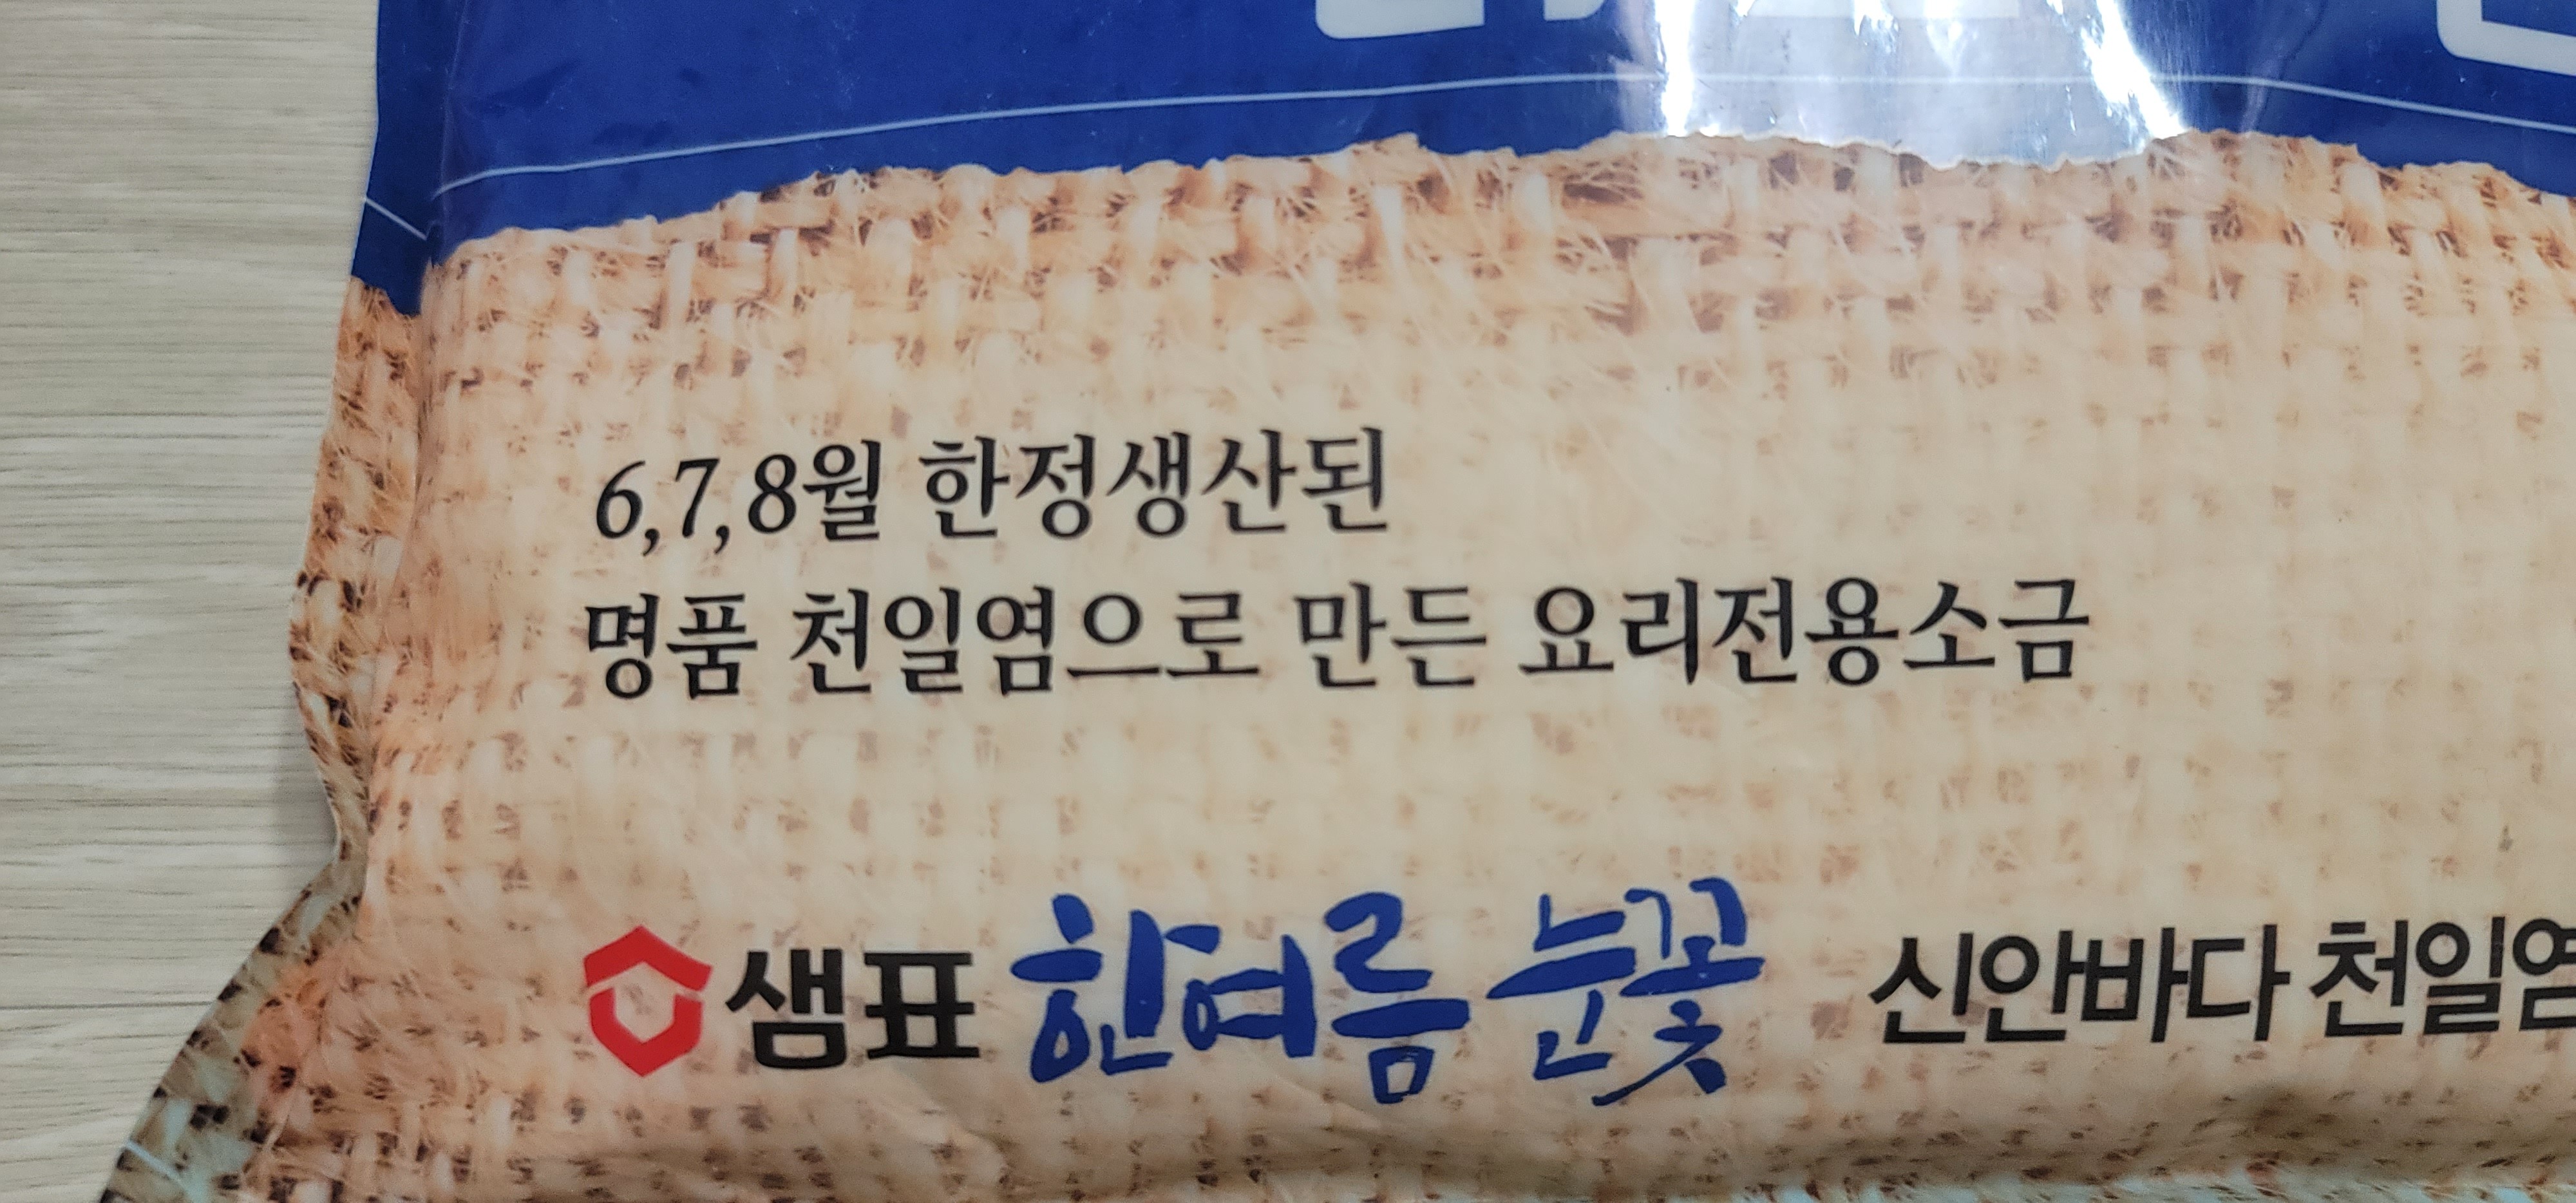 6,7,8월 한정생산된
명품 천일염으로 만든 요리전용소금
샘표 한여름 눈꽃 신안바다 천일염